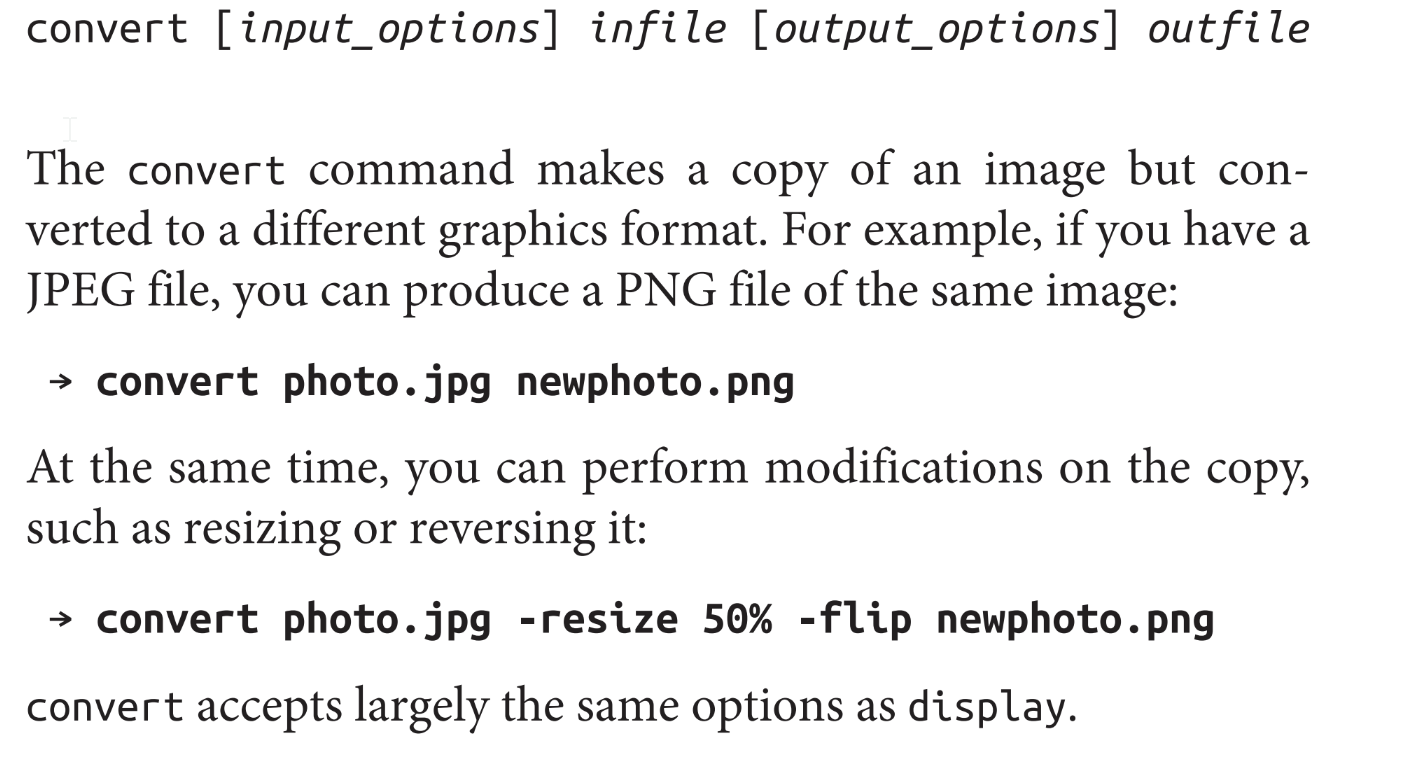 convert [input_options] infile [output_options] outfile
The convert command makes a copy of an image but con-
verted to a different graphics format. For example, if you have a
JPEG file, you can produce a PNG file of the same image:
→ convert photo.jpg newphoto.png
At the same time, you can perform modifications on the copy,
such as resizing or reversing it:
→ convert photo.jpg -resize 50% -flip newphoto.png
convert accepts largely the same options as display.